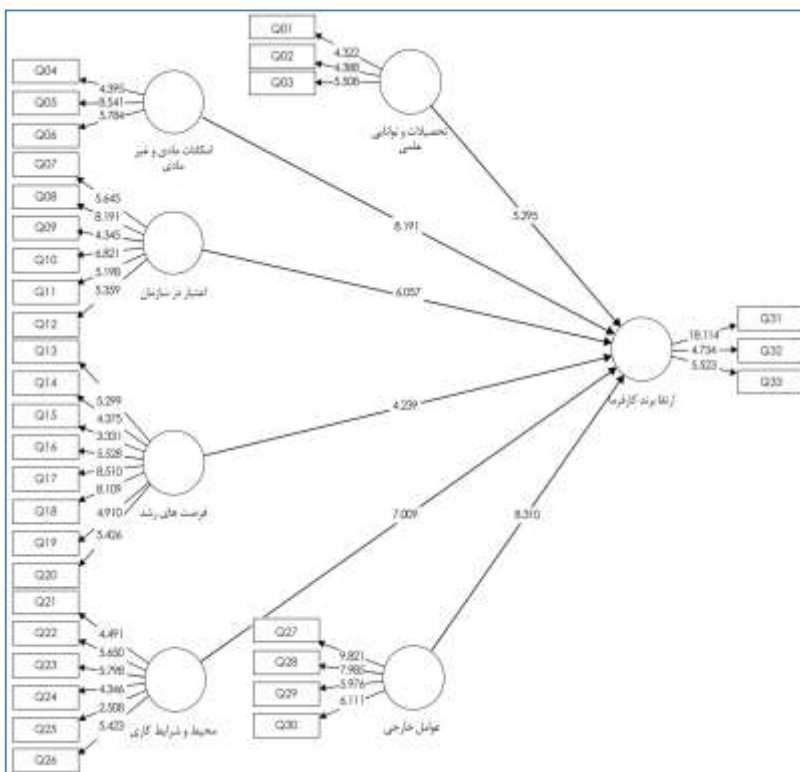 Q01
Q02
Q03
4.322
4.388
5.508
تحصیلات و توانایی
علمی
Q04
Q05
Q06
4.395
8.541
5.784
امکانات مادی و غیر
مادی
Q07
Q08
Q09
Q10
Q11
Q12
5.645
8.191
4.345
6.821
5.198
5.359
اعتبار در سازمان
Q13
Q14
Q15
Q16
Q17
Q18
Q19
Q20
5.299
4.375
3.331
5.528
8.510
8.109
4.910
5.426
فرصت های رشد
Q21
Q22
Q23
Q24
Q25
Q26
4.491
5.650
5.798
4.346
2.508
5.423
محیط و شرایط کاری
Q27
Q28
Q29
Q30
9.821
7.985
5.976
6.111
عوامل خارجی
5.295
8.191
6.057
4.239
7.009
8.310
ارتقا برند کارفرما
18.114
4.734
5.523
Q31
Q32
Q33